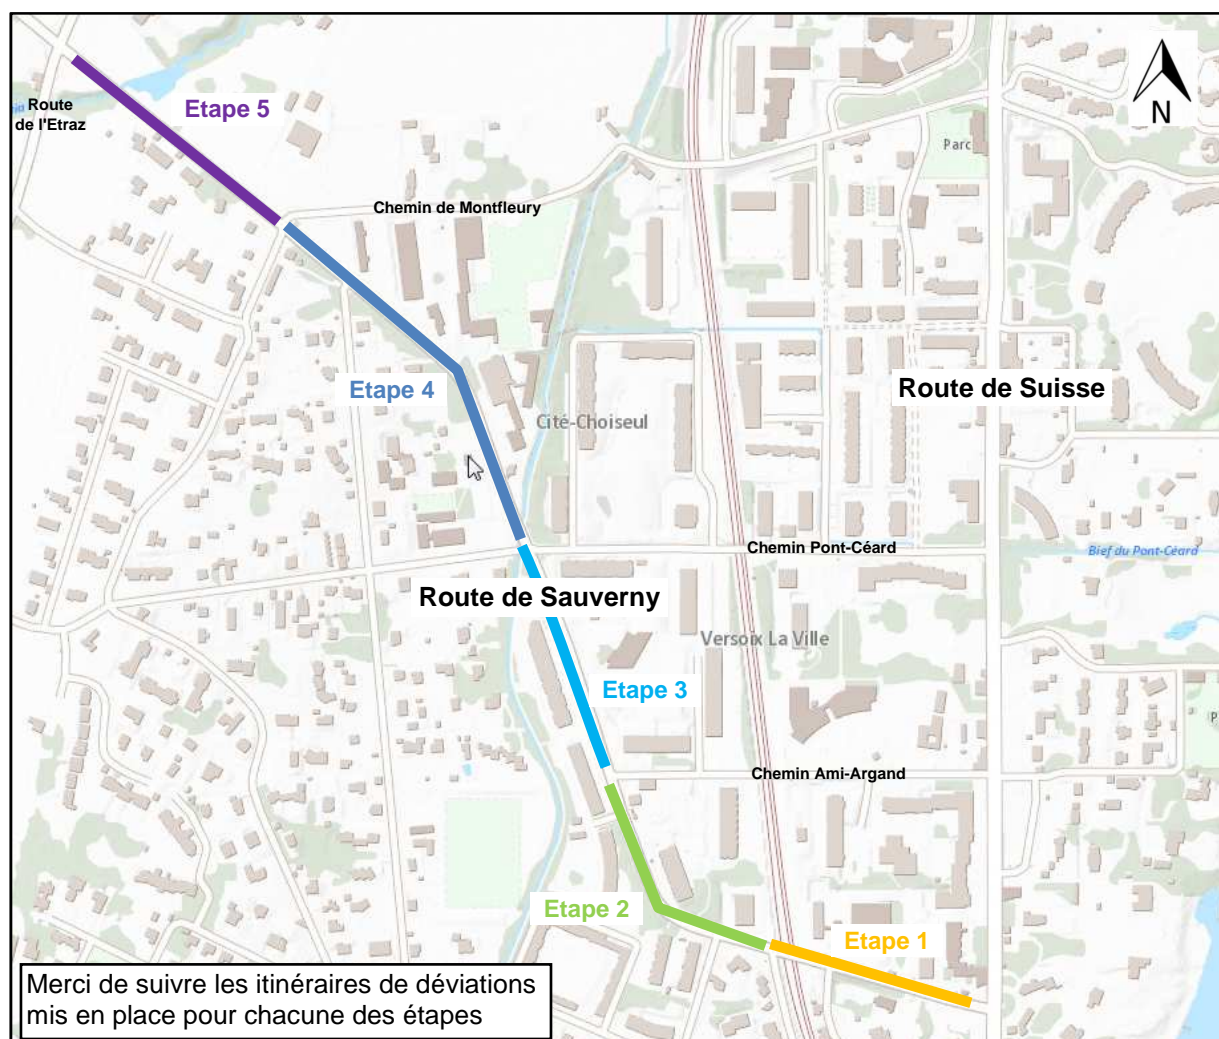 Route
de l'Etraz
Etape 5
N
Parc
Chemin de Montfleury
Etape 4
Route de Suisse
Cité-Choiseul
Chemin Pont-Céard
Bief du Pont-Céard
Route de Sauverny
Versoix La Ville
Etape 3
P
Chemin Ami-Argand
Etape 2
Etape 1
Merci de suivre les itinéraires de déviations
mis en place pour chacune des étapes